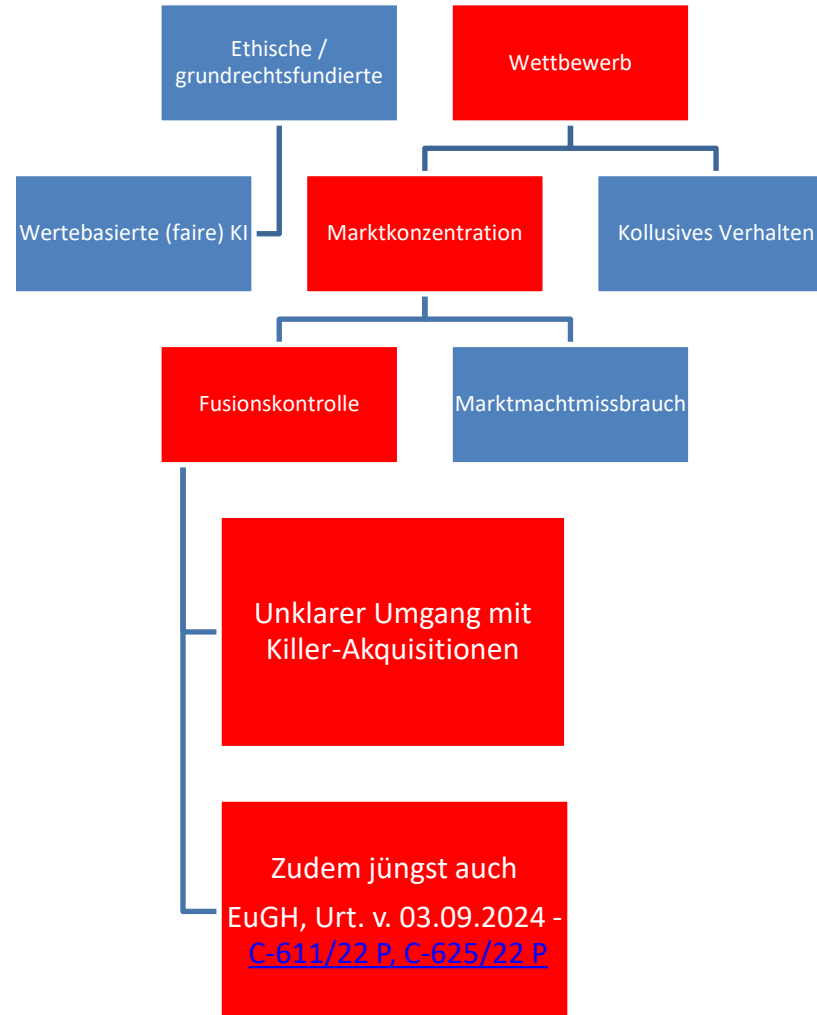 Ethische /
grundrechtsfundierte
Wettbewerb
Wertebasierte (faire) KI
Marktkonzentration
Kollusives Verhalten
Fusionskontrolle
Marktmachtmissbrauch
Unklarer Umgang mit
Killer-Akquisitionen
Zudem jüngst auch
EuGH, Urt. v. 03.09.2024 -
C-611/22 P, C-625/22 P